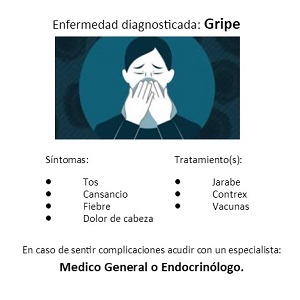 Enfermedad diagnosticada: Gripe
Síntomas:
Tratamiento(s):
● Tos
● Cansancio
● Fiebre
● Dolor de cabeza
● Jarabe
● Contrex
● Vacunas
En caso de sentir complicaciones acudir con un especialista:
Medico General o Endocrinólogo.